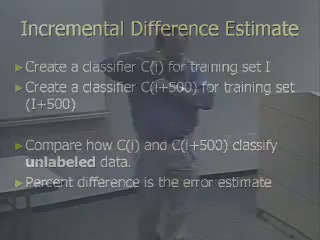 Incremental Difference Estimate
►Create a classifier C(i) for training set I
►Create a classifier C(i+500) for training set
(I+500)
►Compare how C(i) and C(i+500) classify
unlabeled data.
►Percent difference is the error estimate